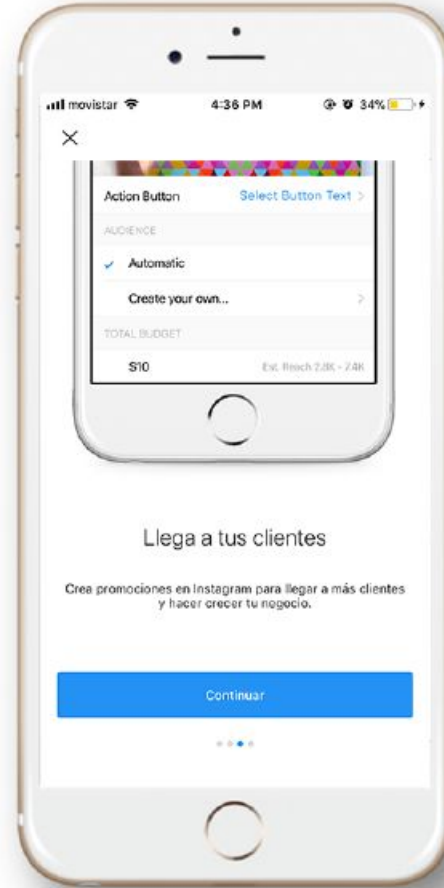 movistar 4:36 PM 34%
Action Button Select Button Text >
AUDIENCE
Automatic
Create your own... >
TOTAL BUDGET
$10 Est. Reach 2.8K - 7.4K
Llega a tus clientes
Crea promociones en Instagram para llegar a más clientes
y hacer crecer tu negocio.
Continuar